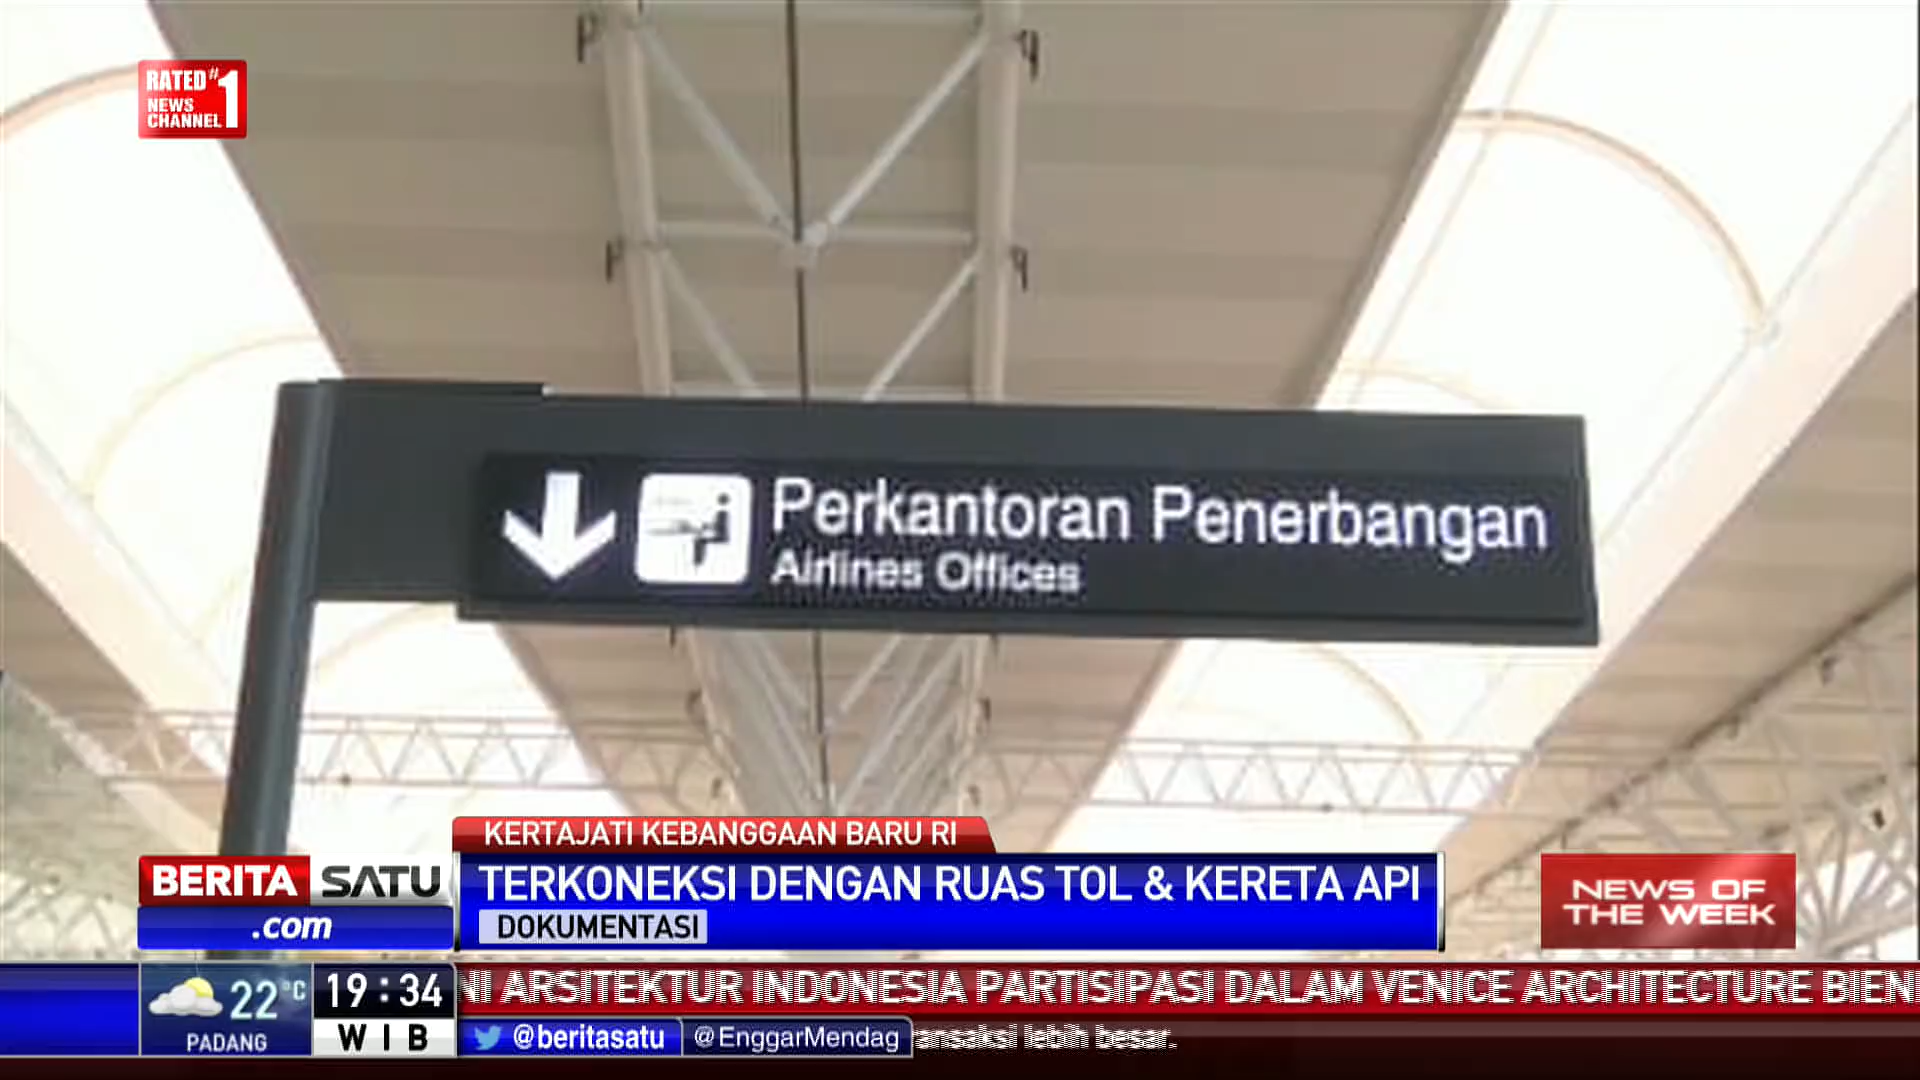 RATED #1
NEWS
CHANNEL
Perkantoran Penerbangan
Airlines Offices
KERTAJATI KEBANGGAAN BARU RI
BERITA SATU
.com
TERKONEKSI DENGAN RUAS TOL & KERETA API
DOKUMENTASI
NEWS OF
THE WEEK
22°C
PADANG
19:34
WIB
NI ARSITEKTUR INDONESIA PARTISIPASI DALAM VENICE ARCHITECTURE BIEN
@beritasatu
@EnggarMendag
ansaksi lebih besar.